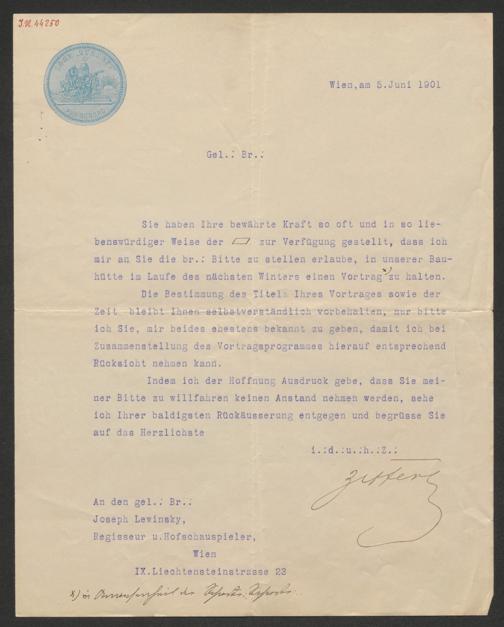 J.N. 44250
Wien,am 5.Juni 1901
Gel.: Br.:
Sie haben Ihre bewährte Kraft so oft und in so lie-
benswürdiger Weise der ▭ zur Verfügung gestellt, dass ich
mir an Sie die br.: Bitte zu stellen erlaube, in unserer Bau-
hütte im Laufe des nächsten Winters einen Vortrag x) zu halten.
Die Bestimmung des Titels Ihres Vortrages sowie der
Zeit bleibt Ihnen selbstverständlich vorbehalten, nur bitte
ich Sie, mir beides ehestens bekannt zu geben, damit ich bei
Zusammenstellung des Vortragsprogrammes hierauf entsprechend
Rücksicht nehmen kann.
Indem ich der Hoffnung Ausdruck gebe, dass Sie mei-
ner Bitte zu willfahren keinen Anstand nehmen werden, sehe
ich Ihrer baldigsten Rückäusserung entgegen und begrüsse Sie
auf das Herzlichste
i.:d.:u.:h.:Z.:
An den gel.: Br.:
Joseph Lewinsky,
Regisseur u.Hofschauspieler,
Wien
IX.Liechtensteinstrasse 23
x) in Anwesenheit der